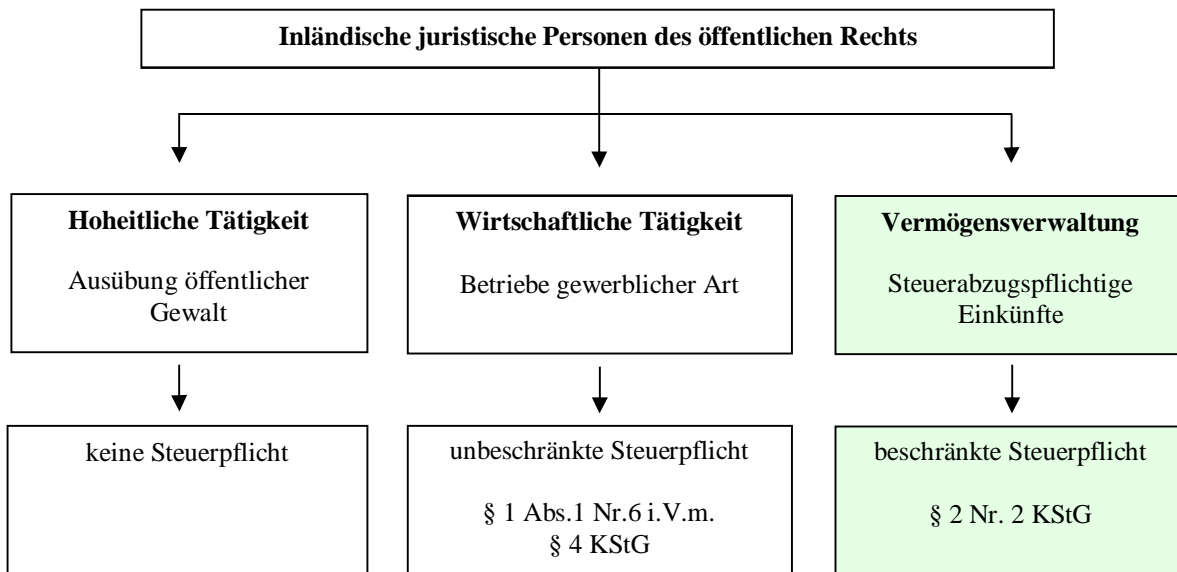 Inländische juristische Personen des öffentlichen Rechts
Hoheitliche Tätigkeit
Ausübung öffentlicher
Gewalt
Wirtschaftliche Tätigkeit
Betriebe gewerblicher Art
Vermögensverwaltung
Steuerabzugspflichtige
Einkünfte
keine Steuerpflicht
unbeschränkte Steuerpflicht
§ 1 Abs.1 Nr.6 i.V.m.
§ 4 KStG
beschränkte Steuerpflicht
§ 2 Nr. 2 KStG